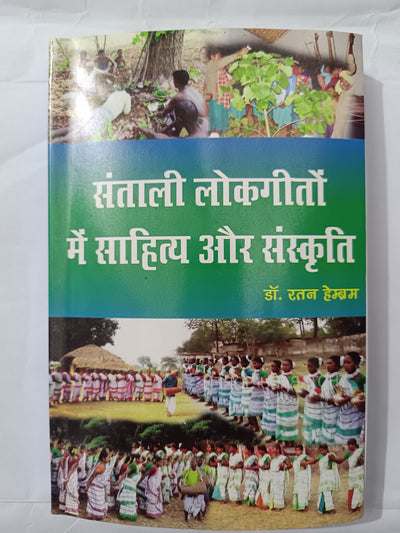 संताली लोकगीतों
में साहित्य और संस्कृति
डॉ. रतन हेम्ब्रम